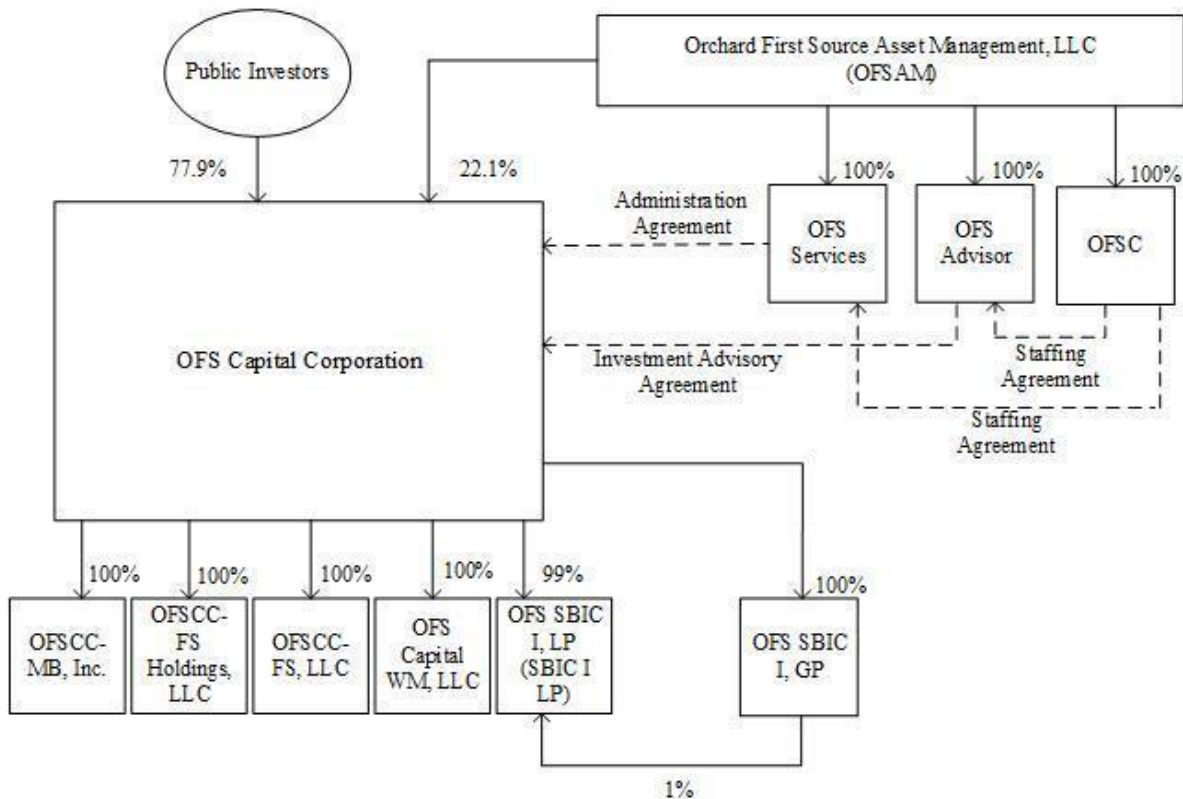 Public Investors
Orchard First Source Asset Management, LLC
(OFSAM)
77.9%
22.1%
100%
100%
100%
OFS
Services
OFS
Advisor
OFSC
Administration
Agreement
OFS Capital Corporation
Investment Advisory
Agreement
Staffing
Agreement
Staffing
Agreement
100%
100%
100%
100%
99%
100%
OFSCC-
MB, Inc.
OFSCC-
FS
Holdings,
LLC
OFSCC-
FS, LLC
OFS
Capital
WM, LLC
OFS SBIC
I, LP
(SBIC I
LP)
OFS SBIC
I, GP
1%